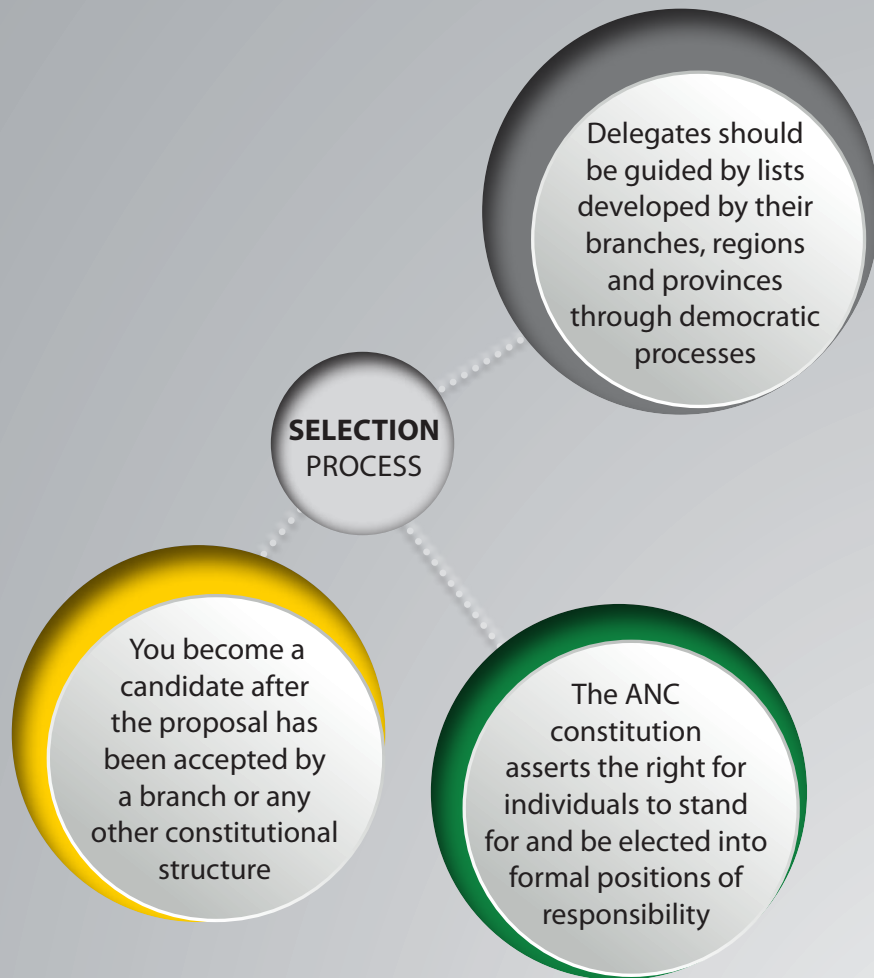 Delegates should
be guided by lists
developed by their
branches, regions
and provinces
through democratic
processes
SELECTION
PROCESS
You become a
candidate after
the proposal has
been accepted by
a branch or any
other constitutional
structure
The ANC
constitution
asserts the right for
individuals to stand
for and be elected into
formal positions of
responsibility